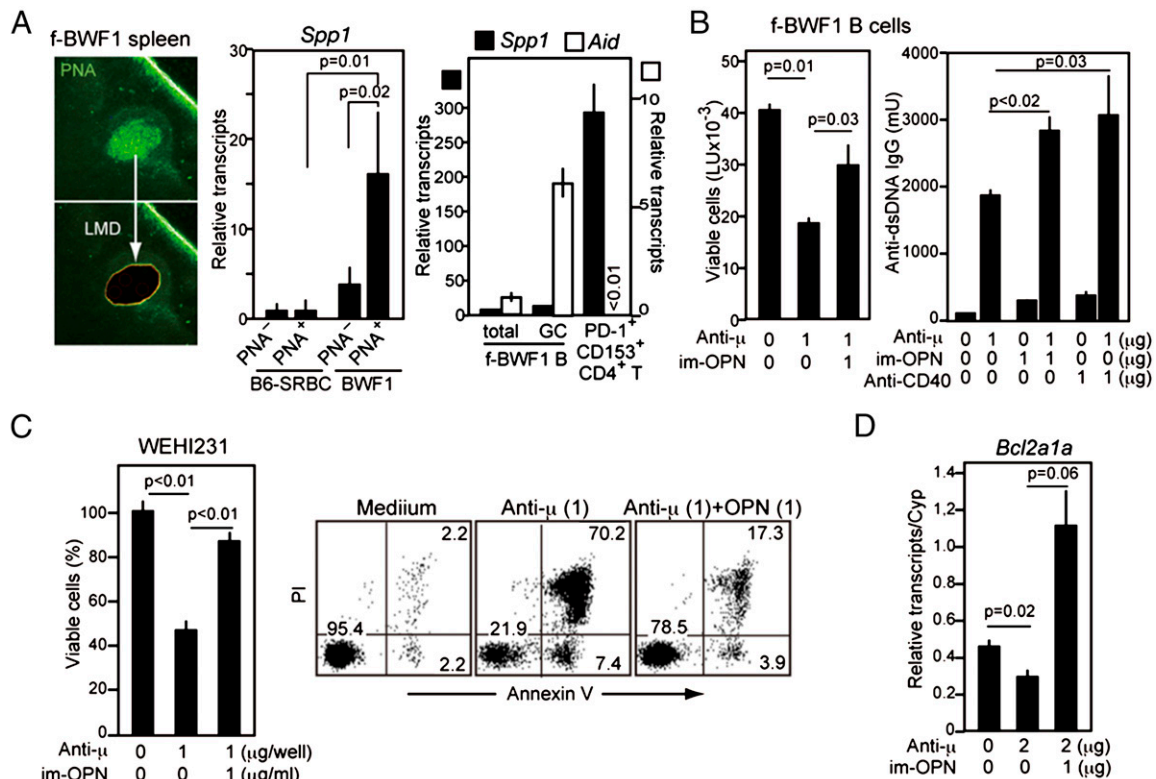 A
f-BWF1 spleen
PNA
LMD
Spp1
Relative transcripts
30
25
20
15
10
5
0
p=0.01
p=0.02
PNA−
PNA+
PNA−
PNA+
B6-SRBC
BWF1
Spp1
Aid
Relative transcripts
300
250
200
150
100
50
0
Relative transcripts
10
5
0
<0.01
total
GC
f-BWF1 B
PD-1+
CD153+
CD4+ T
B
f-BWF1 B cells
Viable cells (LUx10-3)
50
40
30
20
10
0
p=0.01
p=0.03
Anti-μ 0 1 1
im-OPN 0 0 1
Anti-dsDNA IgG (mU)
4000
3000
2000
1000
0
p=0.03
p<0.02
Anti-μ 0 1 0 1 0 1 (μg)
im-OPN 0 0 1 1 0 0 (μg)
Anti-CD40 0 0 0 0 1 1 (μg)
C
WEHI231
Viable cells (%)
100
80
60
40
80
0
p<0.01
p<0.01
Anti-μ 0 1 1 (μg/well)
im-OPN 0 0 1 (μg/ml)
Mediium
2.2
95.4
2.2
Anti-μ (1)
70.2
21.9
7.4
Anti-μ (1)+OPN (1)
17.3
78.5
3.9
PI
Annexin V
D
Bcl2a1a
Relative transcripts/Cyp
1.4
1.2
1.0
0.8
0.6
0.4
0.2
0
p=0.06
p=0.02
Anti-μ 0 2 2 (μg)
im-OPN 0 0 1 (μg)